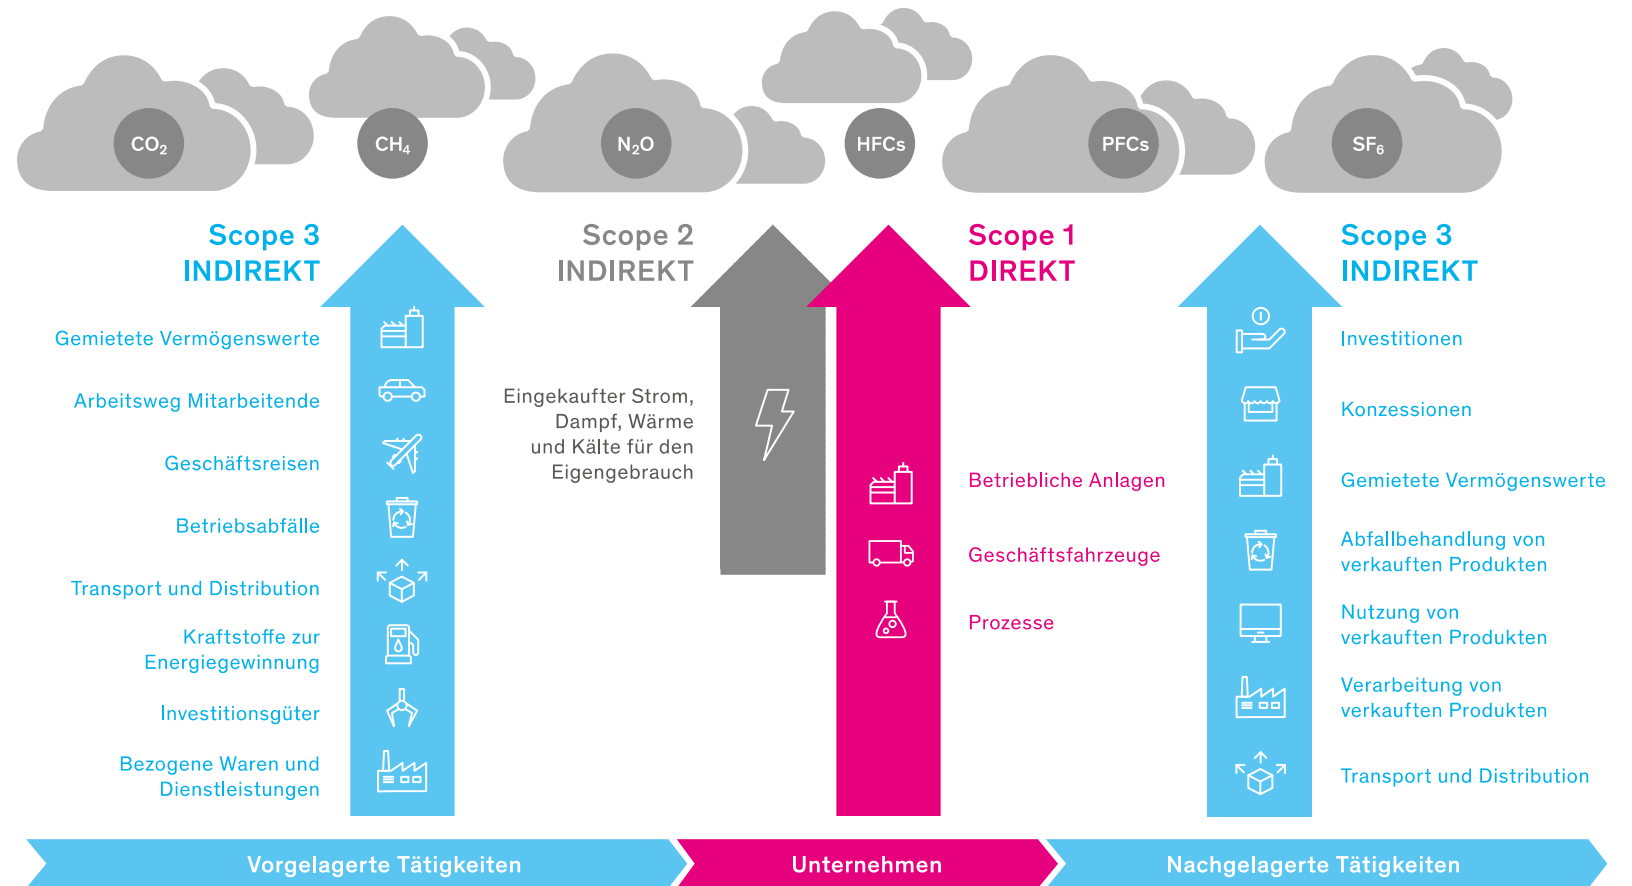 CO₂
CH₄
N₂O
HFCs
PFCs
SF₆
Scope 3
INDIREKT
Gemietete Vermögenswerte
Arbeitsweg Mitarbeitende
Geschäftsreisen
Betriebsabfälle
Transport und Distribution
Kraftstoffe zur
Energiegewinnung
Investitionsgüter
Bezogene Waren und
Dienstleistungen
Scope 2
INDIREKT
Eingekaufter Strom,
Dampf, Wärme
und Kälte für den
Eigengebrauch
Scope 1
DIREKT
Betriebliche Anlagen
Geschäftsfahrzeuge
Prozesse
Scope 3
INDIREKT
Investitionen
Konzessionen
Gemietete Vermögenswerte
Abfallbehandlung von
verkauften Produkten
Nutzung von
verkauften Produkten
Verarbeitung von
verkauften Produkten
Transport und Distribution
Vorgelagerte Tätigkeiten
Unternehmen
Nachgelagerte Tätigkeiten